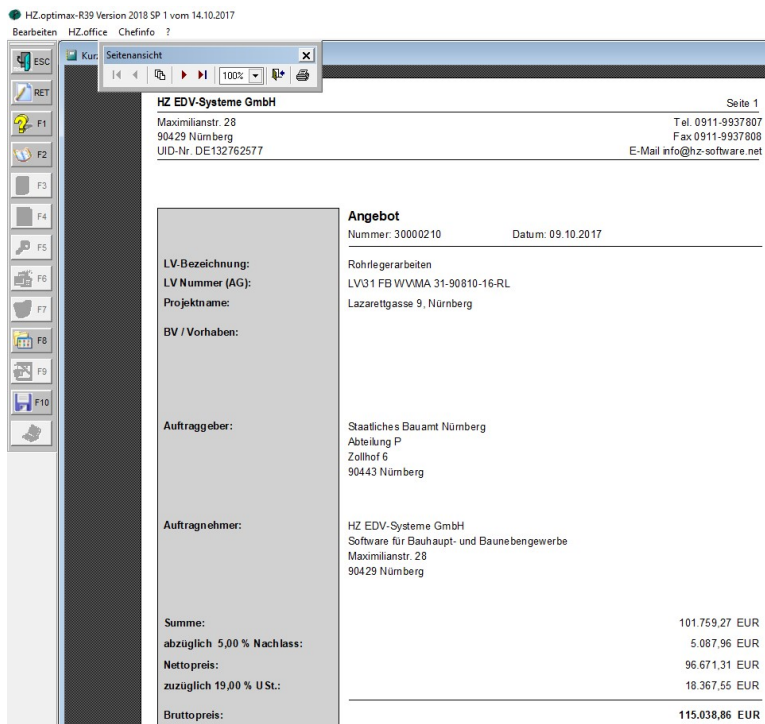 HZ.optimax-R39 Version 2018 SP 1 vom 14.10.2017
Bearbeiten HZ.office Chefinfo ?
ESC
RET
F1
F2
F3
F4
F5
F6
F7
F8
F9
F10
Kur
Seitenansicht
100%
HZ EDV-Systeme GmbH Seite 1
Maximilianstr. 28 Tel. 0911-9937807
90429 Nürnberg Fax 0911-9937808
UID-Nr. DE132762577 E-Mail info@hz-software.net
Angebot
Nummer: 30000210 Datum: 09.10.2017
LV-Bezeichnung: Rohrlegerarbeiten
LV Nummer (AG): LV\31 FB WV\MA 31-90810-16-RL
Projektname: Lazarettgasse 9, Nürnberg
BV / Vorhaben:
Auftraggeber: Staatliches Bauamt Nürnberg
Abteilung P
Zollhof 6
90443 Nürnberg
Auftragnehmer: HZ EDV-Systeme GmbH
Software für Bauhaupt- und Baunebengewerbe
Maximilianstr. 28
90429 Nürnberg
Summe: 101.759,27 EUR
abzüglich 5,00 % Nachlass: 5.087,96 EUR
Nettopreis: 96.671,31 EUR
zuzüglich 19,00 % USt.: 18.367,55 EUR
Bruttopreis: 115.038,86 EUR